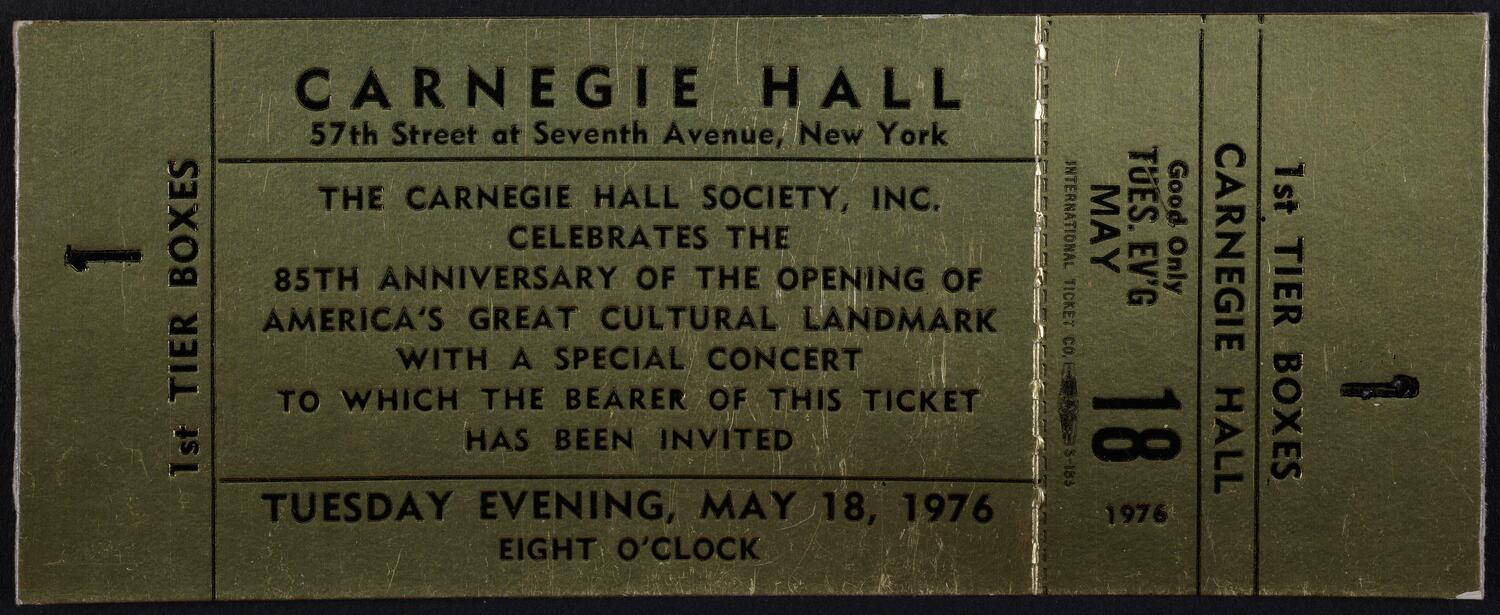 1
1st TIER BOXES
CARNEGIE HALL
57th Street at Seventh Avenue, New York
THE CARNEGIE HALL SOCIETY, INC.
CELEBRATES THE
85TH ANNIVERSARY OF THE OPENING OF
AMERICA'S GREAT CULTURAL LANDMARK
WITH A SPECIAL CONCERT
TO WHICH THE BEARER OF THIS TICKET
HAS BEEN INVITED
TUESDAY EVENING, MAY 18, 1976
EIGHT O'CLOCK
1
1st TIER BOXES
CARNEGIE HALL
Good Only
TUES. EV'G
MAY 18
1976
INTERNATIONAL TICKET CO.